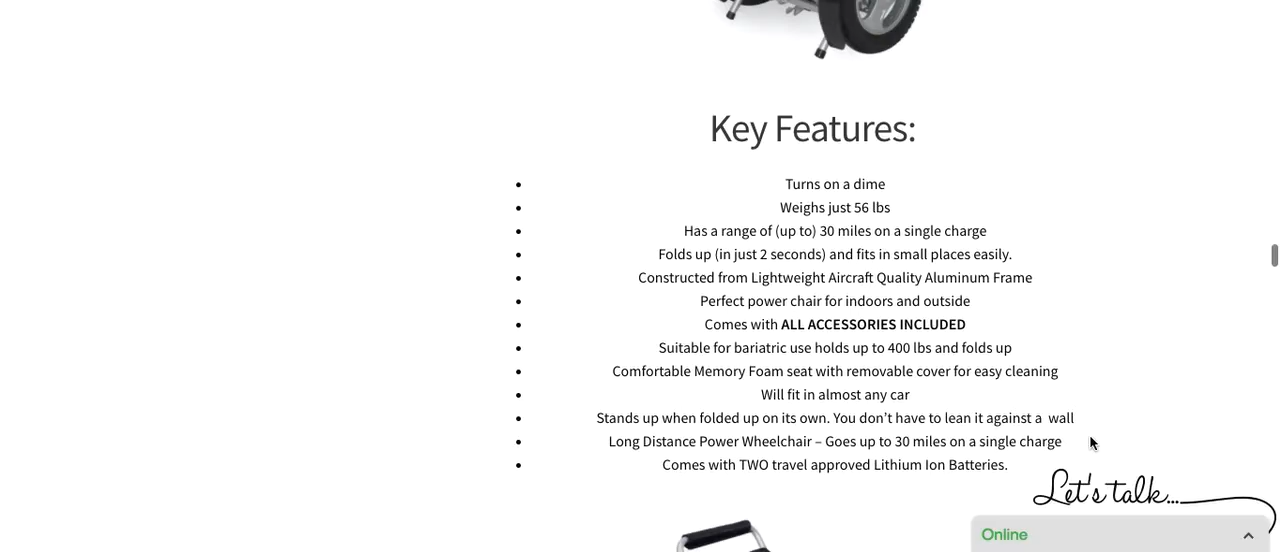 Key Features:
Turns on a dime
Weighs just 56 lbs
Has a range of (up to) 30 miles on a single charge
Folds up (in just 2 seconds) and fits in small places easily.
Constructed from Lightweight Aircraft Quality Aluminum Frame
Perfect power chair for indoors and outside
Comes with ALL ACCESSORIES INCLUDED
Suitable for bariatric use holds up to 400 lbs and folds up
Comfortable Memory Foam seat with removable cover for easy cleaning
Will fit in almost any car
Stands up when folded up on its own. You don’t have to lean it against a  wall
Long Distance Power Wheelchair – Goes up to 30 miles on a single charge
Comes with TWO travel approved Lithium Ion Batteries.
Let's talk...
Online